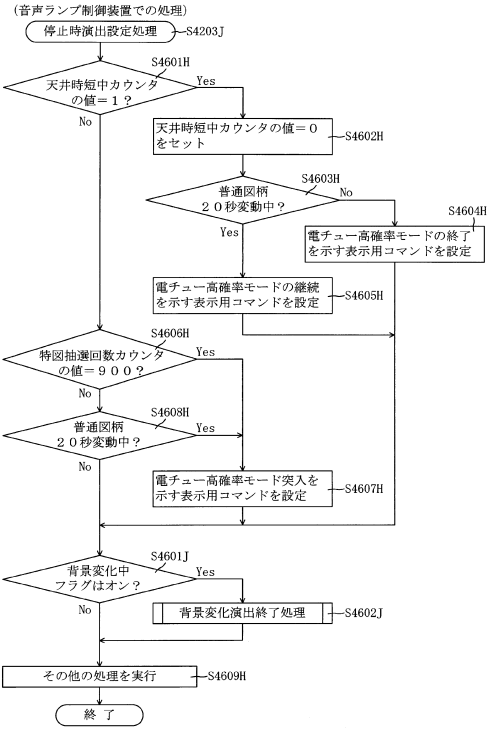 (音声ランプ制御装置での処理)
停止時演出設定処理
S4203J
S4601H
天井時短中カウンタ
の値=1?
Yes
No
天井時短中カウンタの値=0
をセット
S4602H
S4603H
普通図柄
20秒変動中?
No
Yes
S4604H
電チュー高確率モードの終了
を示す表示用コマンドを設定
電チュー高確率モードの継続
を示す表示用コマンドを設定
S4605H
S4606H
特図抽選回数カウンタ
の値=900?
Yes
No
S4608H
普通図柄
20秒変動中?
Yes
No
電チュー高確率モード突入を
示す表示用コマンドを設定
S4607H
S4601J
背景変化中
フラグはオン?
Yes
No
背景変化演出終了処理
S4602J
その他の処理を実行
S4609H
終了